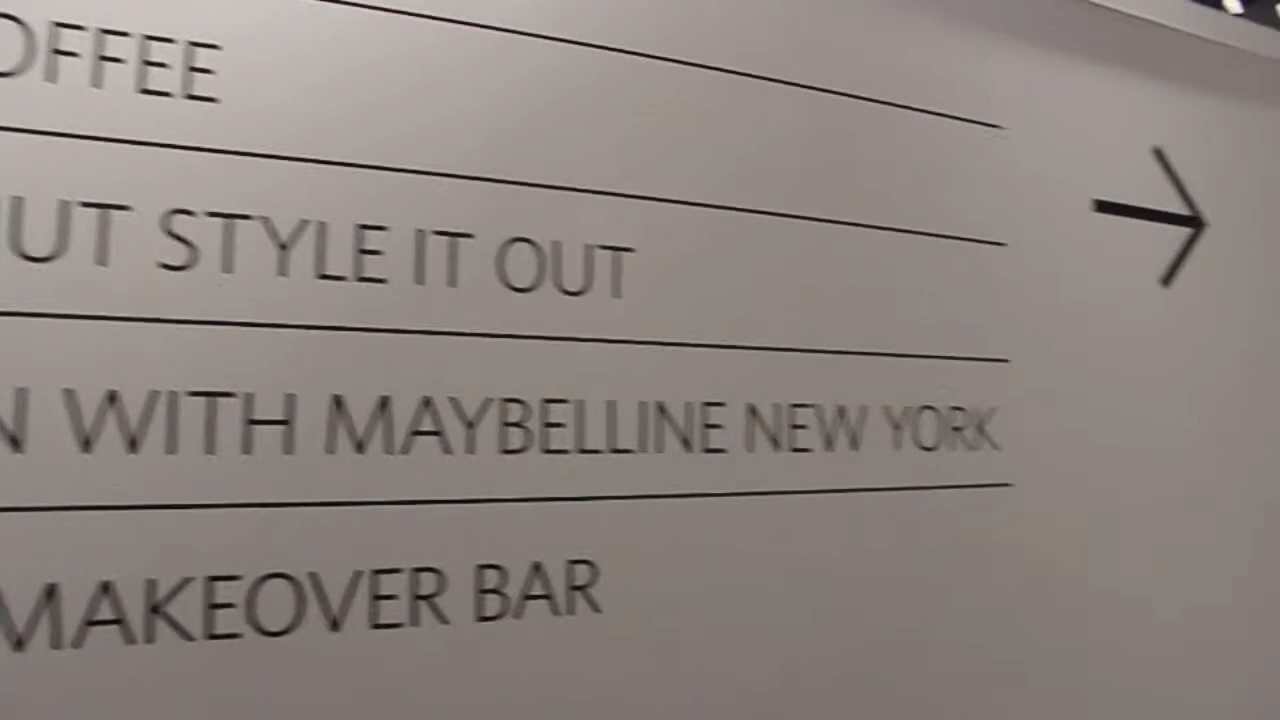 OFFEE
UT STYLE IT OUT
N WITH MAYBELLINE NEW YORK
MAKEOVER BAR